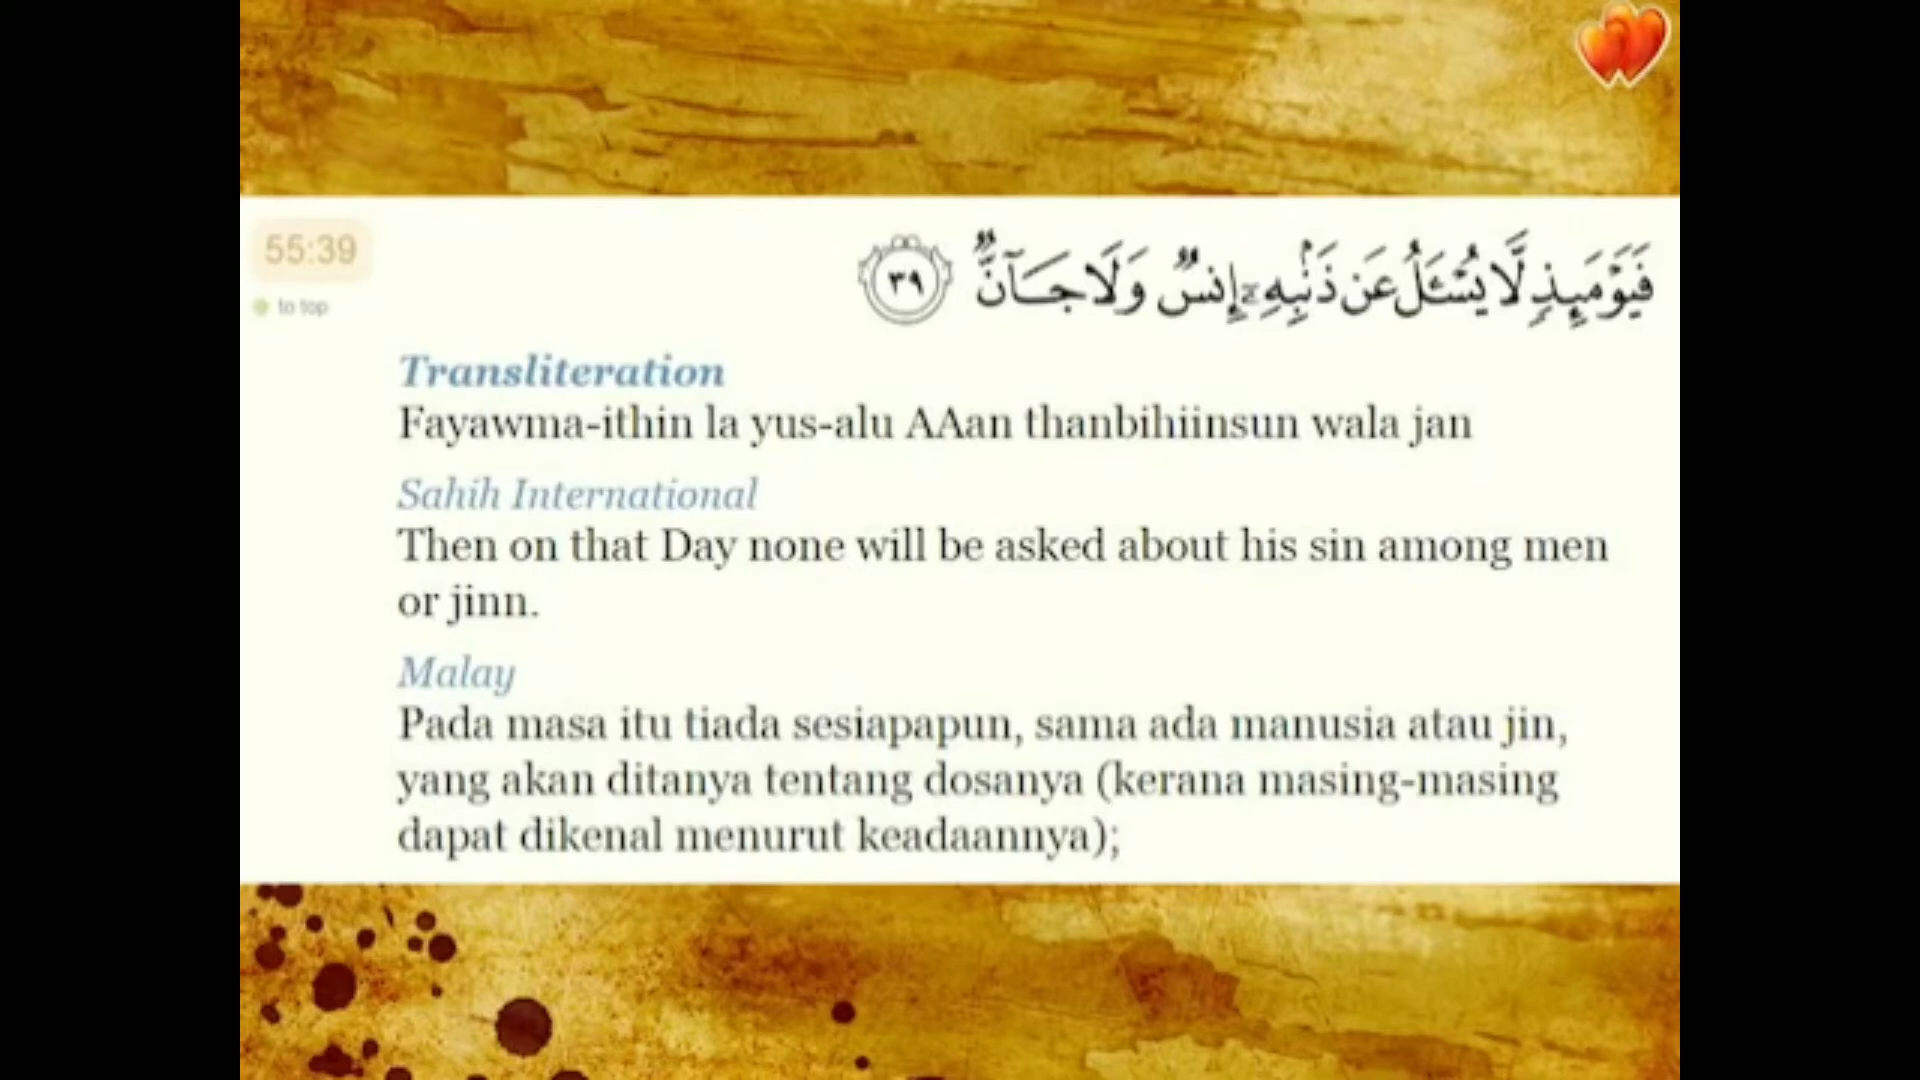 55:39
فَيَوْمَئِذٍ لَّا يُسْـَٔلُ عَن ذَنۢبِهِۦٓ إِنسٌ وَلَا جَآنٌّ ٣٩
to top
Transliteration
Fayawma-ithin la yus-alu AAan thanbihiinsun wala jan
Sahih International
Then on that Day none will be asked about his sin among men
or jinn.
Malay
Pada masa itu tiada sesiapapun, sama ada manusia atau jin,
yang akan ditanya tentang dosanya (kerana masing-masing
dapat dikenal menurut keadaannya);